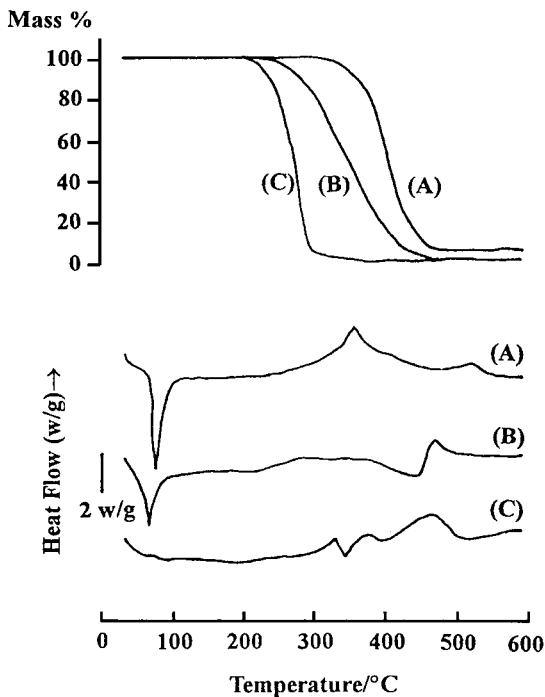 Mass %
100
80
60
40
20
0
(C)
(B)
(A)
Heat Flow (w/g)→
2 w/g
(A)
(B)
(C)
0 100 200 300 400 500 600
Temperature/°C